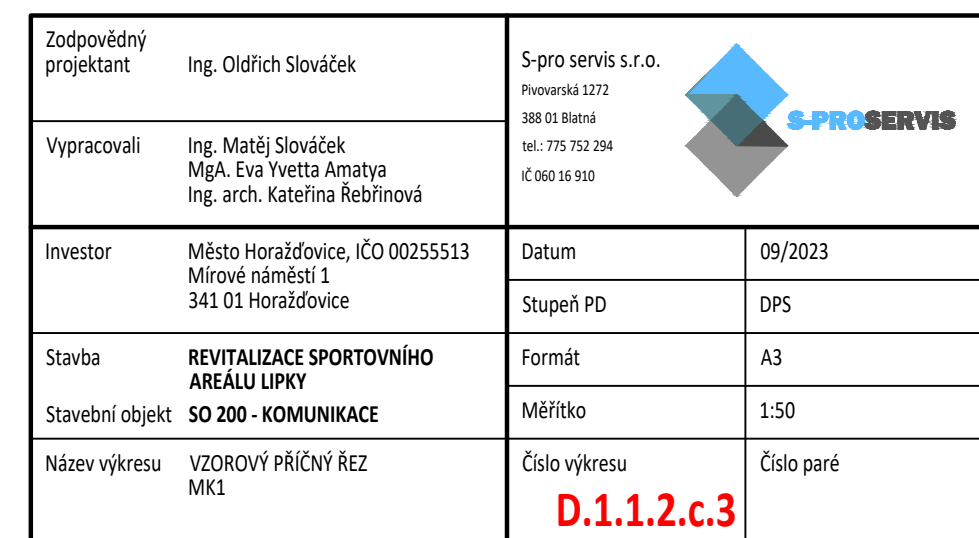 Zodpovědný
projektant
Ing. Oldřich Slováček
S-pro servis s.r.o.
Pivovarská 1272
388 01 Blatná
tel.: 775 752 294
IČ 060 16 910
S-PROSERVIS
Vypracovali
Ing. Matěj Slováček
MgA. Eva Yvetta Amatya
Ing. arch. Kateřina Řebřinová
Investor
Město Horažďovice, IČO 00255513
Mírové náměstí 1
341 01 Horažďovice
Datum
09/2023
Stupeň PD
DPS
Stavba
REVITALIZACE SPORTOVNÍHO
AREÁLU LIPKY
Formát
A3
Stavební objekt
SO 200 - KOMUNIKACE
Měřítko
1:50
Název výkresu
VZOROVÝ PŘÍČNÝ ŘEZ
MK1
Číslo výkresu
D.1.1.2.c.3
Číslo paré